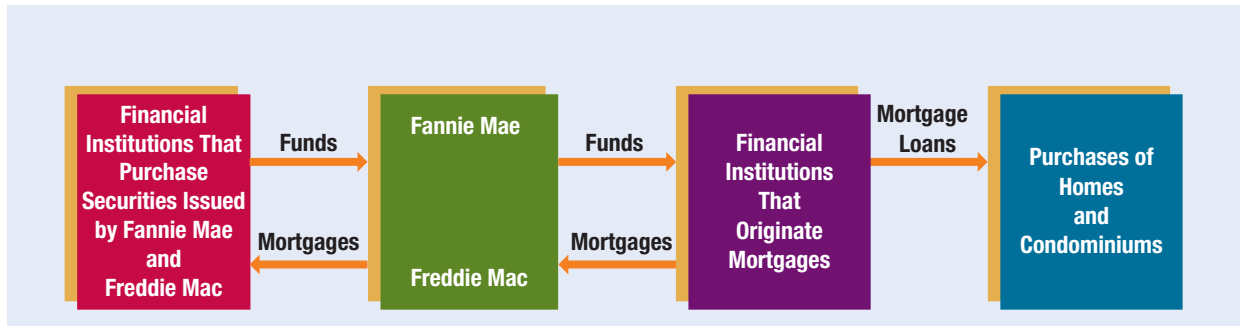 Financial
Institutions That
Purchase
Securities Issued
by Fannie Mae
and
Freddie Mac
Funds
Mortgages
Fannie Mae
Freddie Mac
Funds
Mortgages
Financial
Institutions
That
Originate
Mortgages
Mortgage
Loans
Purchases of
Homes
and
Condominiums